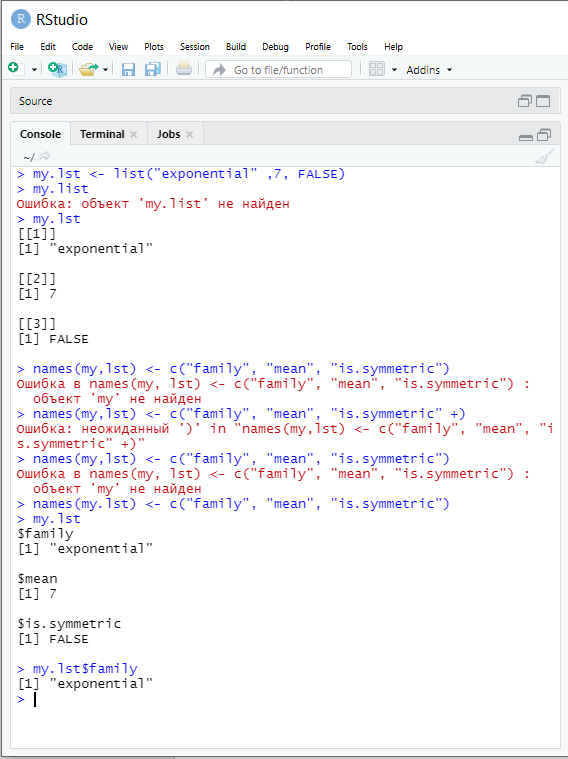 RStudio
File Edit Code View Plots Session Build Debug Profile Tools Help
Go to file/function Addins
Source
Console Terminal Jobs
~/
> my.lst <- list("exponential" ,7, FALSE)
> my.list
Ошибка: объект 'my.list' не найден
> my.lst
[[1]]
[1] "exponential"
[[2]]
[1] 7
[[3]]
[1] FALSE
> names(my,lst) <- c("family", "mean", "is.symmetric")
Ошибка в names(my, lst) <- c("family", "mean", "is.symmetric") :
объект 'my' не найден
> names(my,lst) <- c("family", "mean", "is.symmetric" +)
Ошибка: неожиданный ')' in "names(my,lst) <- c("family", "mean", "i
s.symmetric" +)"
> names(my,lst) <- c("family", "mean", "is.symmetric")
Ошибка в names(my, lst) <- c("family", "mean", "is.symmetric") :
объект 'my' не найден
> names(my.lst) <- c("family", "mean", "is.symmetric")
> my.lst
$family
[1] "exponential"
$mean
[1] 7
$is.symmetric
[1] FALSE
> my.lst$family
[1] "exponential"
>